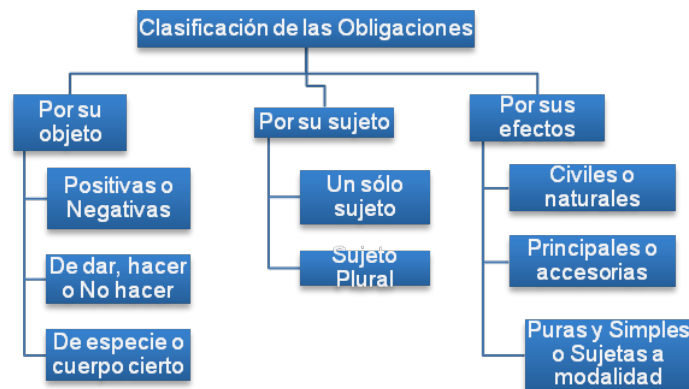 Clasificación de las Obligaciones
Por su
objeto
Positivas o
Negativas
De dar, hacer
o No hacer
De especie o
cuerpo cierto
Por su sujeto
Un sólo
sujeto
Sujeto
Plural
Por sus
efectos
Civiles o
naturales
Principales o
accesorias
Puras y Simples
o Sujetas a
modalidad